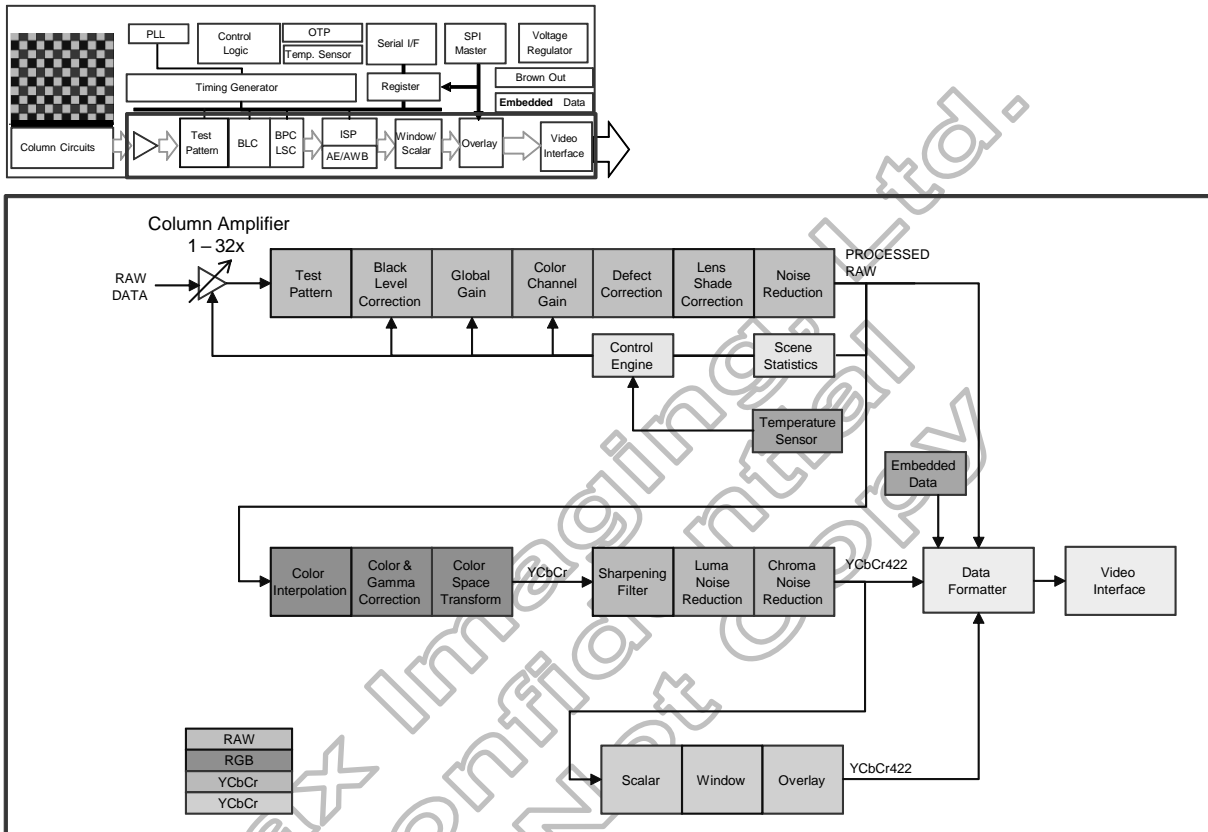 PLL
Control
Logic
OTP
Temp. Sensor
Serial I/F
SPI
Master
Voltage
Regulator
Timing Generator
Register
Brown Out
Embedded Data
Column Circuits
Test
Pattern
BLC
BPC
LSC
ISP
AE/AWB
Window/
Scalar
Overlay
Video
Interface
Column Amplifier
1 – 32x
RAW
DATA
Test
Pattern
Black
Level
Correction
Global
Gain
Color
Channel
Gain
Defect
Correction
Lens
Shade
Correction
Noise
Reduction
PROCESSED
RAW
Control
Engine
Scene
Statistics
Temperature
Sensor
Embedded
Data
Color
Interpolation
Color &
Gamma
Correction
Color
Space
Transform
YCbCr
Sharpening
Filter
Luma
Noise
Reduction
Chroma
Noise
Reduction
YCbCr422
Data
Formatter
Video
Interface
RAW
RGB
YCbCr
YCbCr
Scalar
Window
Overlay
YCbCr422
Imaging, Ltd.
Confidential
Not Copy